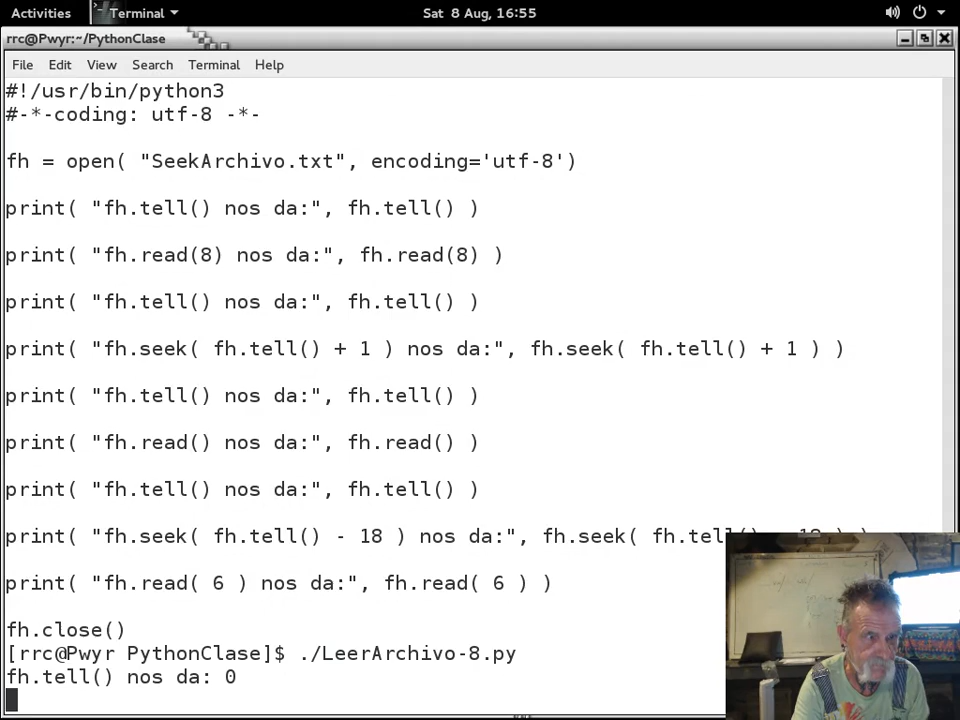 Activities Terminal Sat 8 Aug, 16:55
rrc@Pwyr:~/PythonClase
File Edit View Search Terminal Help
#!/usr/bin/python3
#-*-coding: utf-8 -*-
fh = open( "SeekArchivo.txt", encoding='utf-8')
print( "fh.tell() nos da:", fh.tell() )
print( "fh.read(8) nos da:", fh.read(8) )
print( "fh.tell() nos da:", fh.tell() )
print( "fh.seek( fh.tell() + 1 ) nos da:", fh.seek( fh.tell() + 1 ) )
print( "fh.tell() nos da:", fh.tell() )
print( "fh.read() nos da:", fh.read() )
print( "fh.tell() nos da:", fh.tell() )
print( "fh.seek( fh.tell() - 18 ) nos da:", fh.seek( fh.tell() - 18 ) )
print( "fh.read( 6 ) nos da:", fh.read( 6 ) )
fh.close()
[rrc@Pwyr PythonClase]$ ./LeerArchivo-8.py
fh.tell() nos da: 0